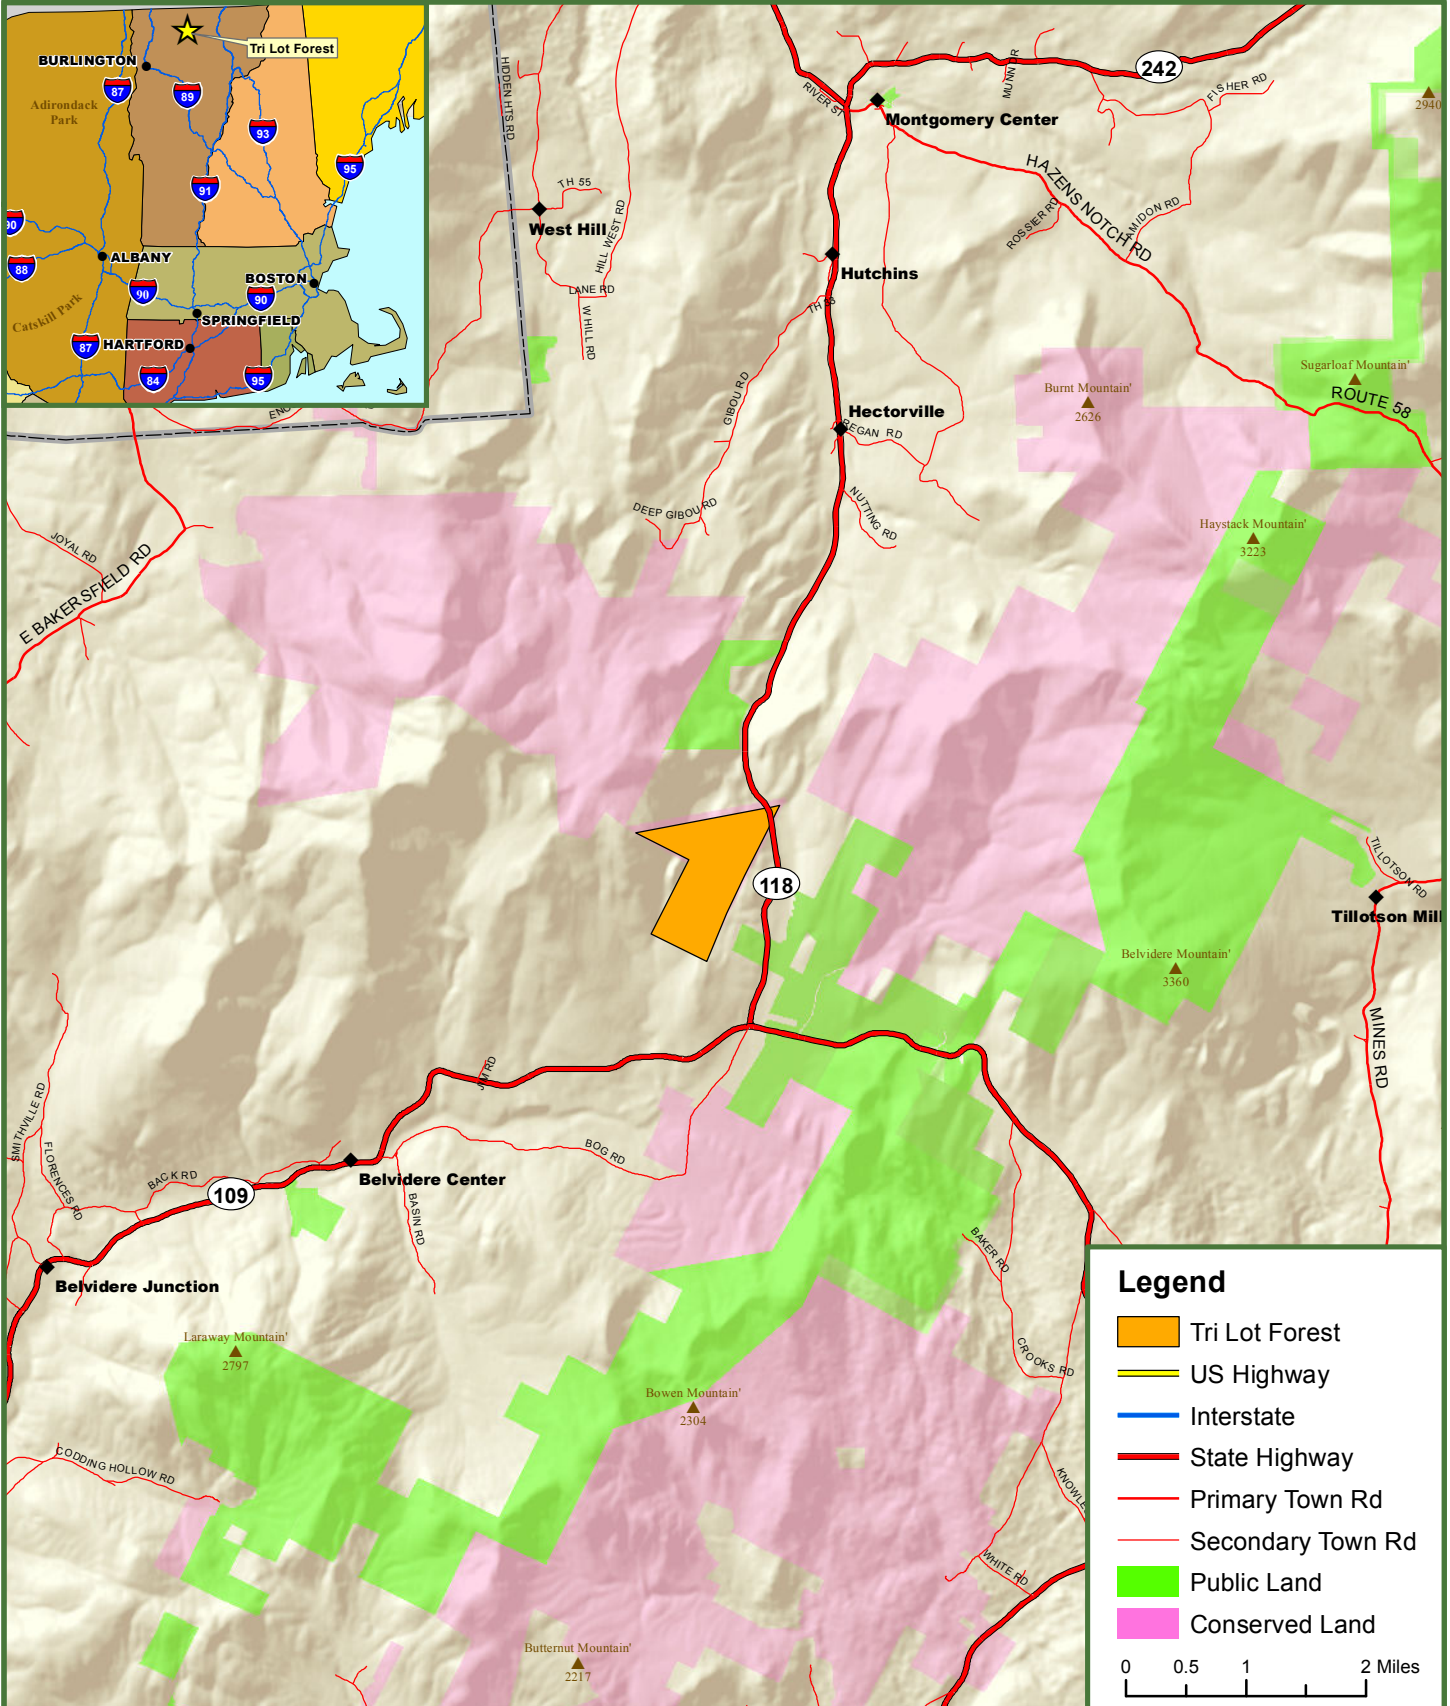 Tri Lot Forest
BURLINGTON
87
89
Adirondack
Park
93
95
91
90
ALBANY
88
BOSTON
90
90
Catskill Park
SPRINGFIELD
87
HARTFORD
84
95
HIDDEN HTS RD
242
MUNN DR
FISHER RD
RIVER ST
Montgomery Center
2940
HAZENS NOTCH RD
TH 55
West Hill
HILL WEST RD
ROSSIER RD
AMIDON RD
Hutchins
LANE RD
W HILL RD
TH 33
GIBOU RD
Sugarloaf Mountain'
ROUTE 58
Burnt Mountain'
2626
Hectorville
REGAN RD
DEEP GIBOU RD
NUTTING RD
Haystack Mountain'
3223
JOYAL RD
E BAKERSFIELD RD
118
TILLOTSON RD
Tillotson Mill
Belvidere Mountain'
3360
MINES RD
JIM RD
SMITHVILLE RD
FLORENCES RD
BOG RD
Belvidere Center
BACK RD
109
BASIN RD
BAKER RD
Belvidere Junction
Laraway Mountain'
2797
CROOKS RD
Bowen Mountain'
2304
CODDING HOLLOW RD
WHITE RD
Butternut Mountain'
2217
Legend
Tri Lot Forest
US Highway
Interstate
State Highway
Primary Town Rd
Secondary Town Rd
Public Land
Conserved Land
0 0.5 1 2 Miles